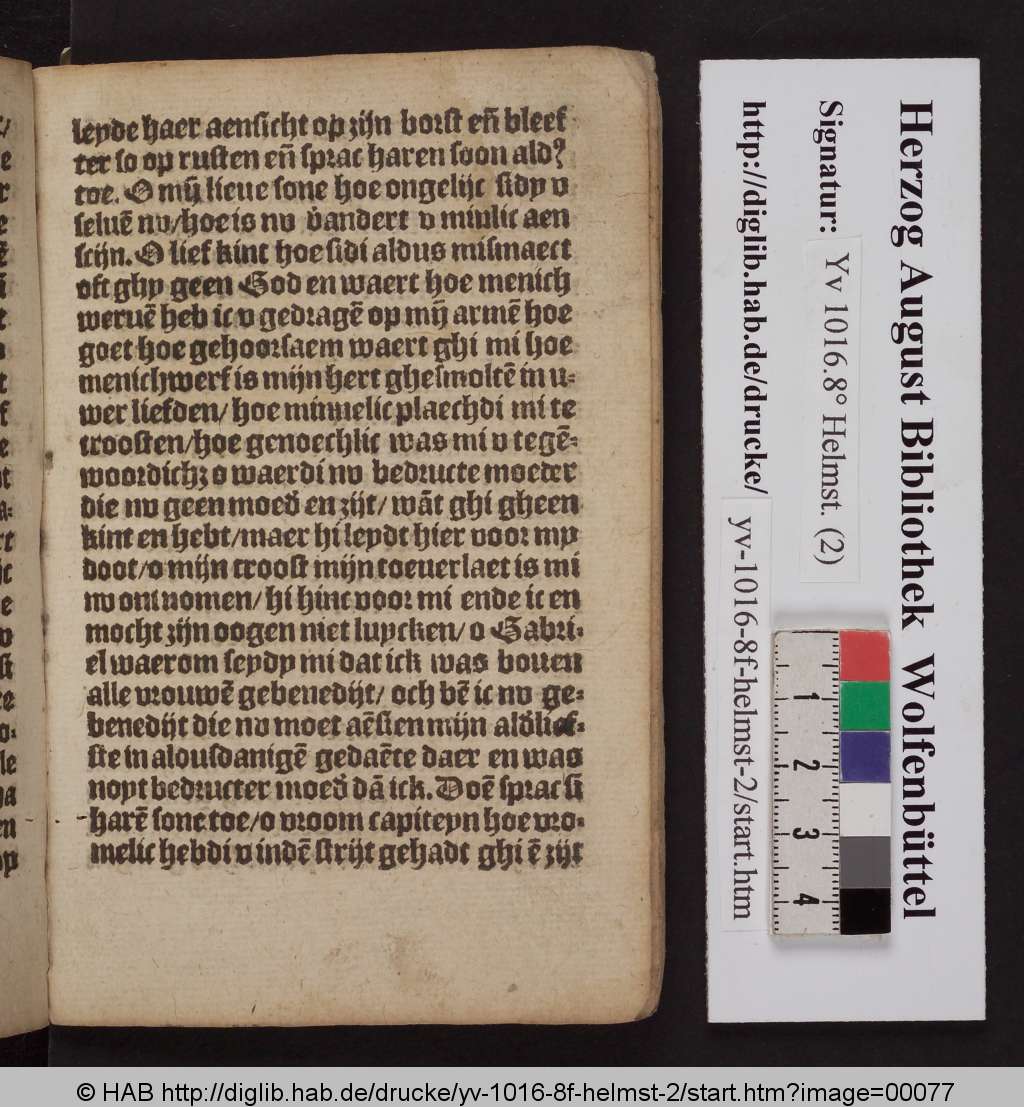 leyde haer aensicht op zijn borst eñ bleef
ter so op rusten eñ sprac haren soon ald?
toe. O mȳ lieue sone hoe ongelijc sidy v
seluē nv/hoe is nv v̄andert v minlic aen
scijn. O lief kint hoe sidi aldus mismaect
oft ghy geen God en waert hoe menich
weruē heb ic v gedragē op mȳ armē hoe
goet hoe gehoorsaem waert ghi mi hoe
menichwerf is mijn hert ghesmoltē in u-
wer liefden/ hoe minnelic plaechdi mi te
troosten/hoe genoechlic was mi v tegē-
woordichz o waerdi nv bedructe moeder
die nv geen moed̄ en zijt/ wāt ghi gheen
kint en hebt/maer hi leydt hier voor my
doot/o mijn troost mijn toeuerlaet is mi
nv ontnomen/ hi hinc voor mi ende ic en
mocht zijn oogen niet luycken/ o Gabri-
el waerom seydy mi dat ick was bouen
alle vrouwē gebenedijt/ och bē ic nv ge-
benedijt die nv moet aēsien mijn ald̄lief-
ste in alousdanigē gedaēte daer en was
noyt bedructer moed̄ dā ick. Doē sprac si
harē sone toe/o vroom capiteyn hoe vro-
melic hebdi v indē strijt gehadt ghi ē zijt
Herzog August Bibliothek Wolfenbüttel
Signatur: Yv 1016.8° Helmst. (2)
http://diglib.hab.de/drucke/ yv-1016-8f-helmst-2/start.htm
1
2
3
4
© HAB http://diglib.hab.de/drucke/yv-1016-8f-helmst-2/start.htm?image=00077